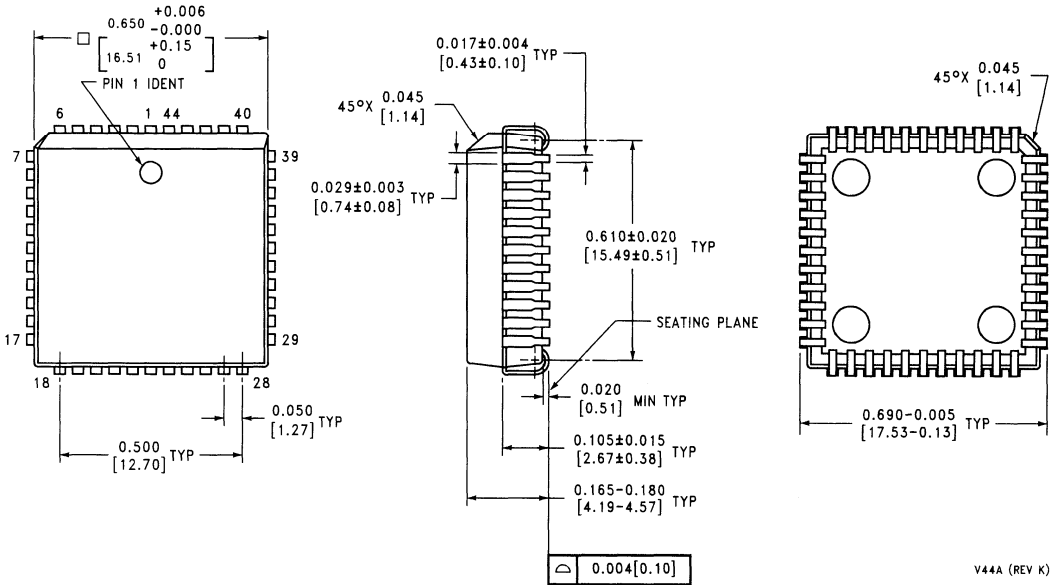 0.650 +0.006 -0.000
[16.51 +0.15 0]
PIN 1 IDENT
6 1 44 40
7 39
17 29
18 28
0.050 TYP
[1.27]
0.500 TYP
[12.70]
0.017±0.004 TYP
[0.43±0.10]
45°X 0.045
[1.14]
0.029±0.003 TYP
[0.74±0.08]
0.610±0.020 TYP
[15.49±0.51]
SEATING PLANE
0.020 MIN TYP
[0.51]
0.105±0.015 TYP
[2.67±0.38]
0.165-0.180 TYP
[4.19-4.57]
0.004[0.10]
45°X 0.045
[1.14]
0.690-0.005 TYP
[17.53-0.13]
V44A (REV K)